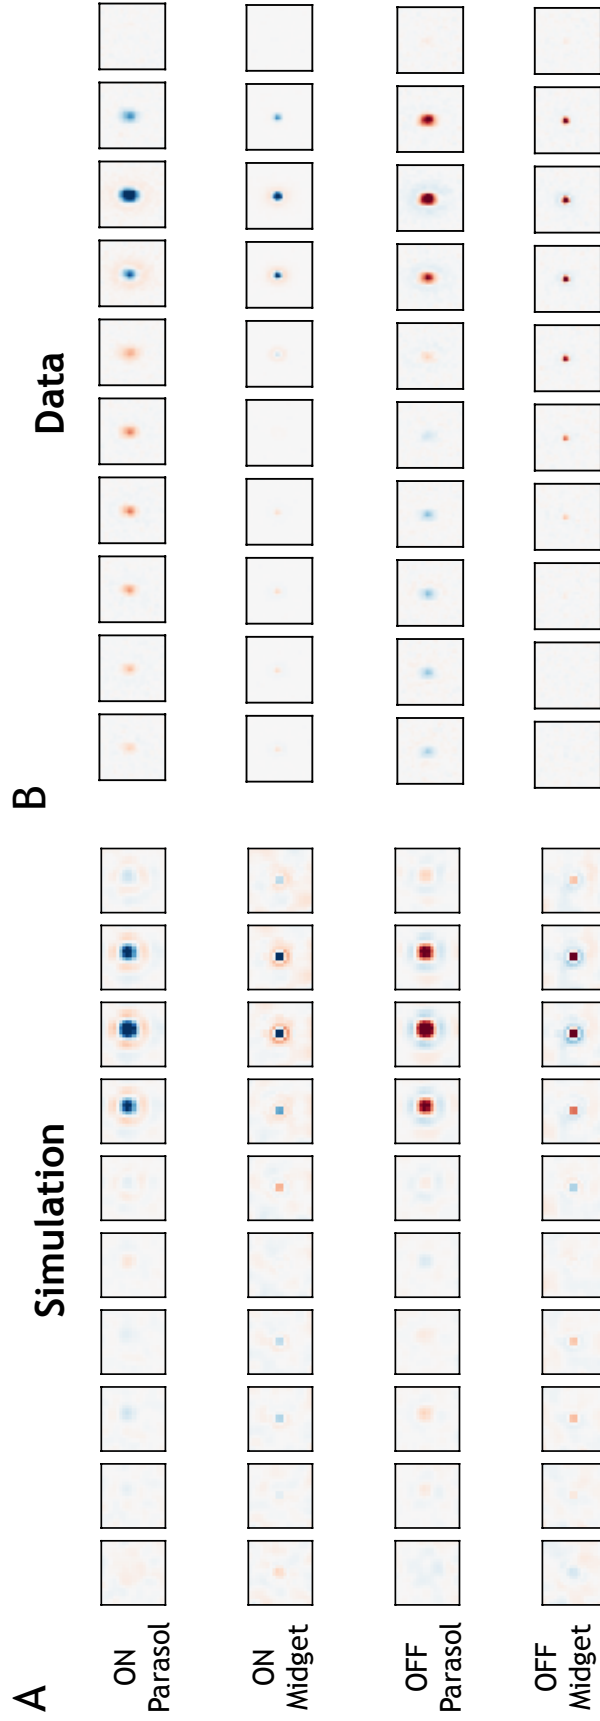 A
Simulation
ON
Parasol
ON
Midget
OFF
Parasol
OFF
Midget
B
Data